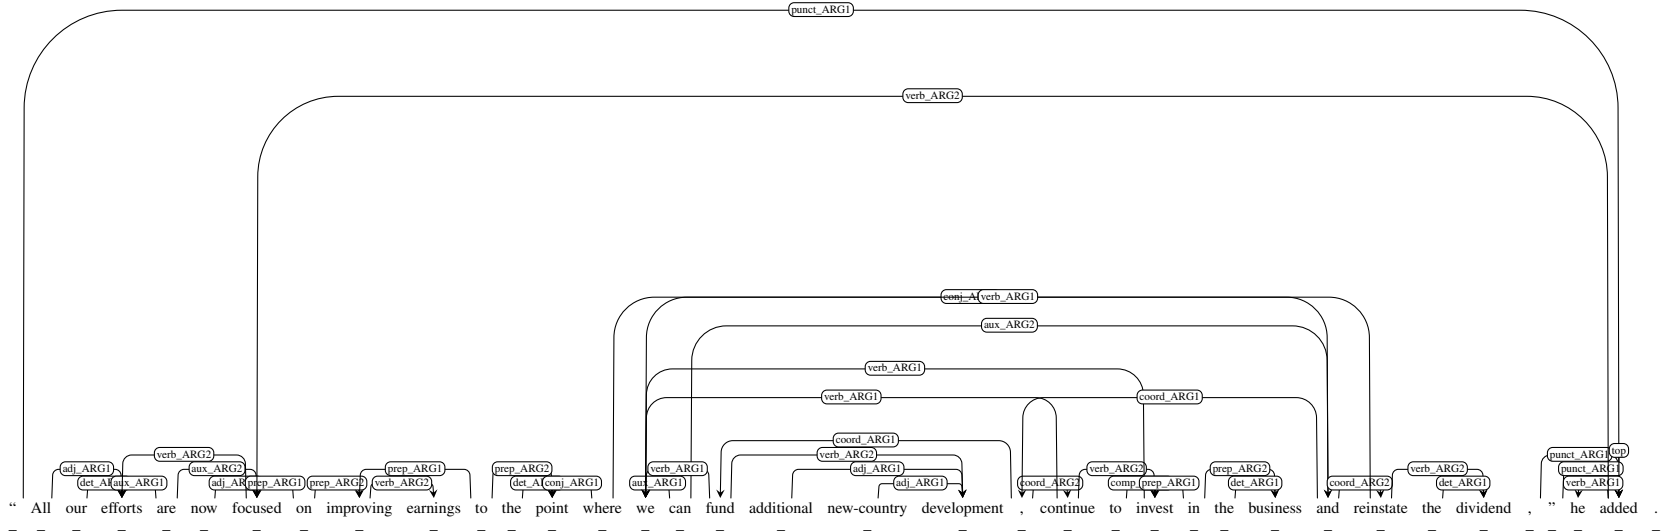 punct_ARG1
verb_ARG2
verb_ARG1
aux_ARG2
verb_ARG1
verb_ARG1 coord_ARG1
coord_ARG1
verb_ARG2 verb_ARG2 punct_ARG1 top
adj_ARG1 aux_ARG2 prep_ARG1 prep_ARG2 verb_ARG1 adj_ARG1 verb_ARG2 prep_ARG2 verb_ARG2 punct_ARG1
aux_ARG1 prep_ARG1 prep_ARG2 verb_ARG2 conj_ARG1 aux_ARG1 adj_ARG1 coord_ARG2 prep_ARG1 det_ARG1 coord_ARG2 det_ARG1 verb_ARG1
“ All our efforts are now focused on improving earnings to the point where we can fund additional new-country development , continue to invest in the business and reinstate the dividend , ” he added .